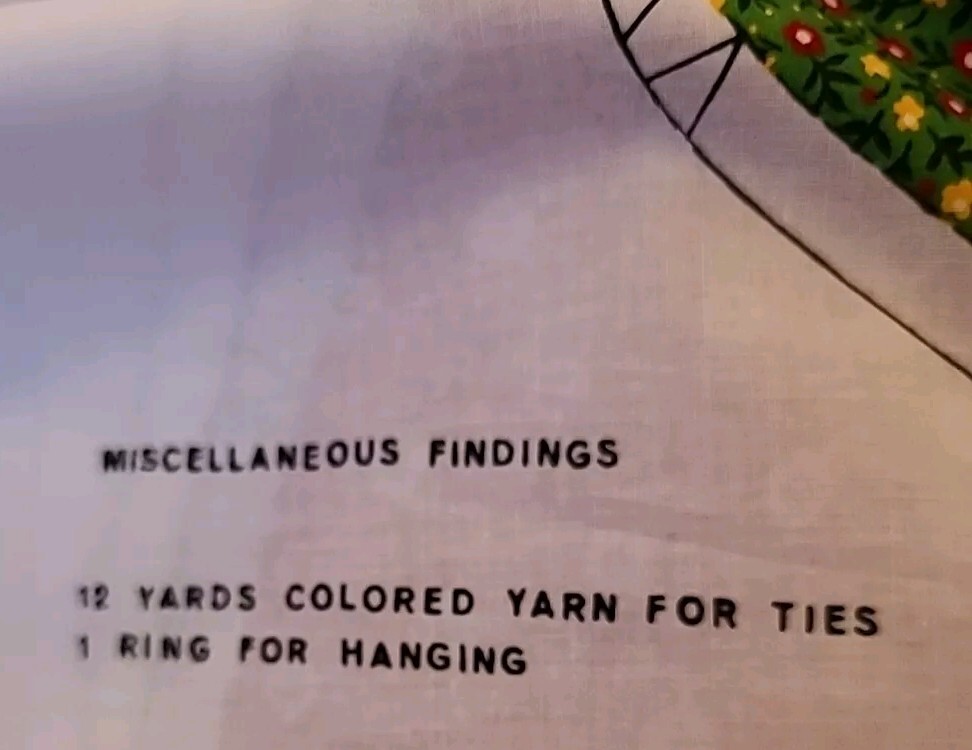 MISCELLANEOUS FINDINGS
12 YARDS COLORED YARN FOR TIES
1 RING FOR HANGING